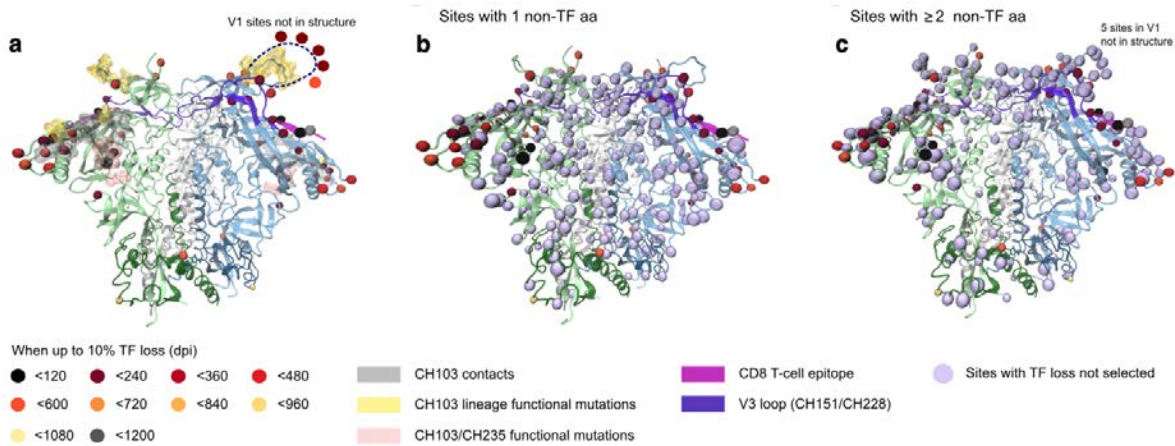 V1 sites not in structure
Sites with 1 non-TF aa
Sites with ≥ 2 non-TF aa
5 sites in V1
not in structure
a
b
c
When up to 10% TF loss (dpi)
<120
<240
<360
<480
<600
<720
<840
<960
<1080
<1200
CH103 contacts
CH103 lineage functional mutations
CH103/CH235 functional mutations
CD8 T-cell epitope
V3 loop (CH151/CH228)
Sites with TF loss not selected